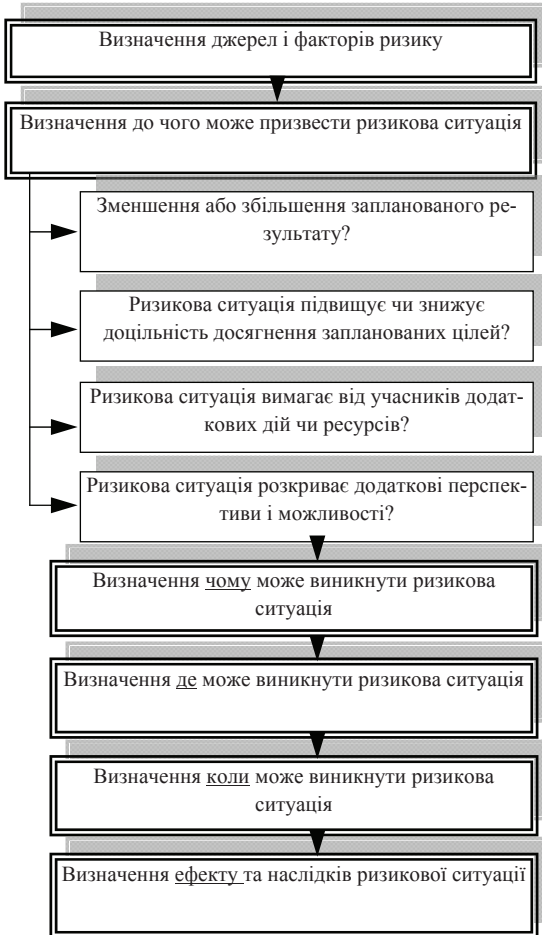 Визначення джерел і факторів ризику
Визначення до чого може призвести ризикова ситуація
Зменшення або збільшення запланованого ре-
зультату?
Ризикова ситуація підвищує чи знижує
доцільність досягнення запланованих цілей?
Ризикова ситуація вимагає від учасників додат-
кових дій чи ресурсів?
Ризикова ситуація розкриває додаткові перспек-
тиви і можливості?
Визначення чому може виникнути ризикова
ситуація
Визначення де може виникнути ризикова ситуація
Визначення коли може виникнути ризикова
ситуація
Визначення ефекту та наслідків ризикової ситуації